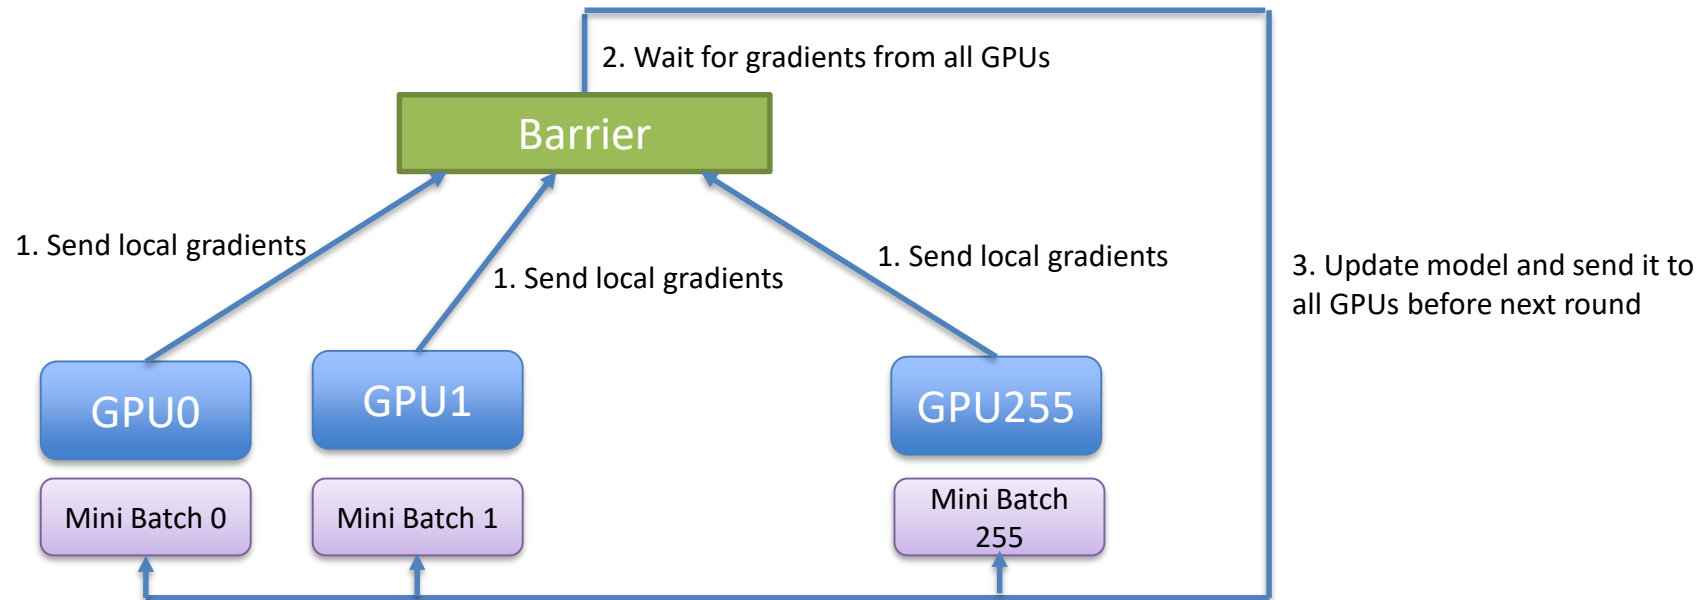 2. Wait for gradients from all GPUs
Barrier
1. Send local gradients
1. Send local gradients
1. Send local gradients
3. Update model and send it to
all GPUs before next round
GPU0
GPU1
GPU255
Mini Batch 0
Mini Batch 1
Mini Batch
255